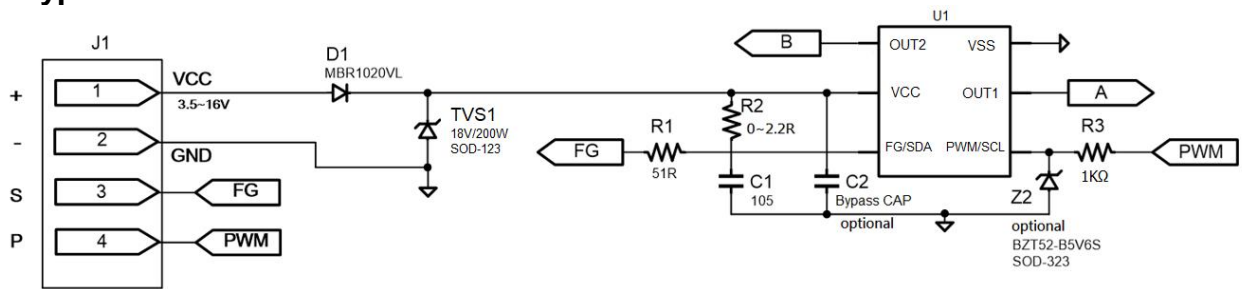 J1
+
1
VCC
3.5~16V
-
2
GND
S
3
FG
P
4
PWM
D1
MBR1020VL
TVS1
18V/200W
SOD-123
FG
R1
51R
R2
0~2.2R
C1
105
C2
Bypass CAP
optional
B
U1
OUT2
VSS
VCC
OUT1
FG/SDA
PWM/SCL
A
R3
1KΩ
PWM
Z2
optional
BZT52-B5V6S
SOD-323